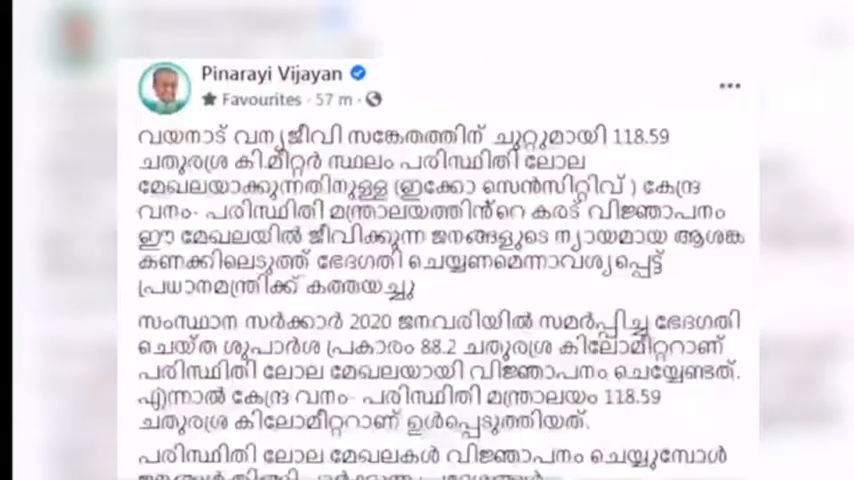 Pinarayi Vijayan
Favourites · 57 m ·
വയനാട് വന്യജീവി സങ്കേതത്തിന് ചുറ്റുമായി 118.59
ചതുരശ്ര കി.മീറ്റർ സ്ഥലം പരിസ്ഥിതി ലോല
മേഖലയാക്കുന്നതിനുള്ള (ഇക്കോ സെൻസിറ്റിവ് ) കേന്ദ്ര
വനം- പരിസ്ഥിതി മന്ത്രാലയത്തിൻ്റെ കരട് വിജ്ഞാപനം
ഈ മേഖലയിൽ ജീവിക്കുന്ന ജനങ്ങളുടെ ന്യായമായ ആശങ്ക
കണക്കിലെടുത്ത് ഭേദഗതി ചെയ്യണമെന്നാവശ്യപ്പെട്ട്
പ്രധാനമന്ത്രിക്ക് കത്തയച്ചു
സംസ്ഥാന സർക്കാർ 2020 ജനുവരിയിൽ സമർപ്പിച്ച ഭേദഗതി
ചെയ്ത ശുപാർശ പ്രകാരം 88.2 ചതുരശ്ര കിലോമീറ്ററാണ്
പരിസ്ഥിതി ലോല മേഖലയായി വിജ്ഞാപനം ചെയ്യേണ്ടത്.
എന്നാൽ കേന്ദ്ര വനം- പരിസ്ഥിതി മന്ത്രാലയം 118.59
ചതുരശ്ര കിലോമീറ്ററാണ് ഉൾപ്പെടുത്തിയത്.
പരിസ്ഥിതി ലോല മേഖലകൾ വിജ്ഞാപനം ചെയ്യുമ്പോൾ